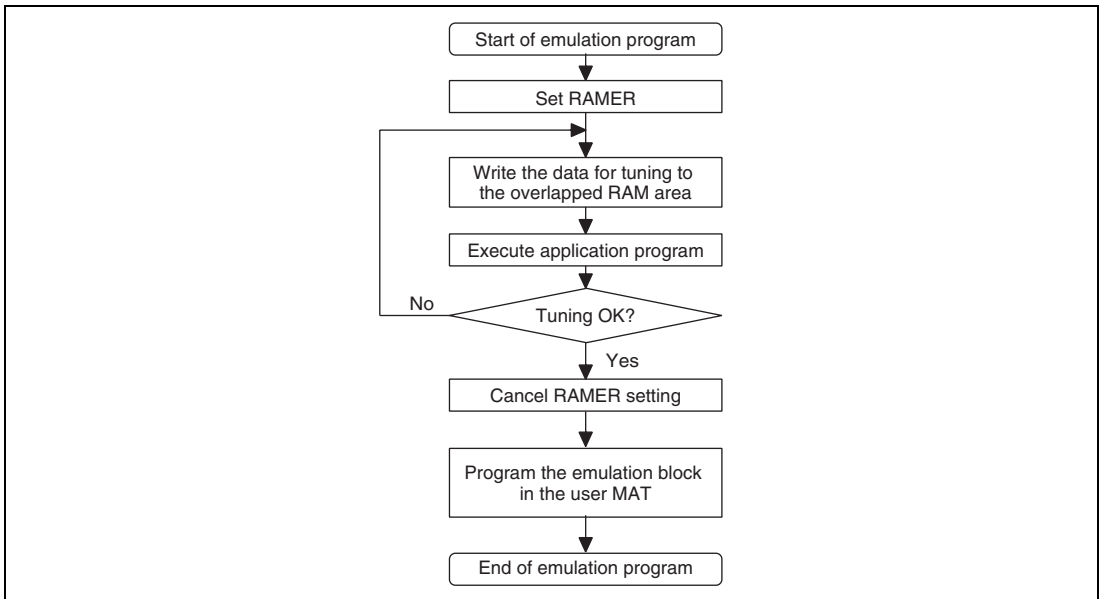 Start of emulation program
Set RAMER
Write the data for tuning to
the overlapped RAM area
Execute application program
No
Tuning OK?
Yes
Cancel RAMER setting
Program the emulation block
in the user MAT
End of emulation program